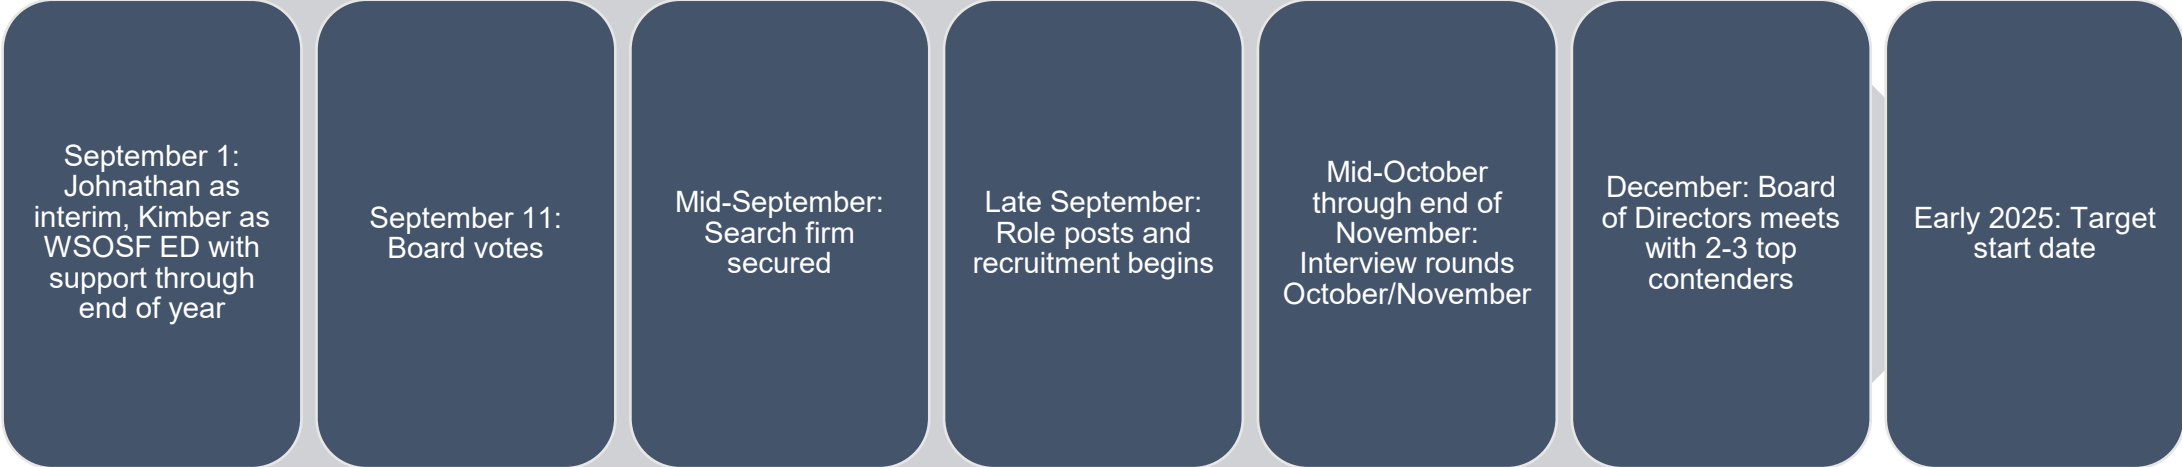 September 1:
Johnathan as
interim, Kimber as
WSOSF ED with
support through
end of year
September 11:
Board votes
Mid-September:
Search firm
secured
Late September:
Role posts and
recruitment begins
Mid-October
through end of
November:
Interview rounds
October/November
December: Board
of Directors meets
with 2-3 top
contenders
Early 2025: Target
start date